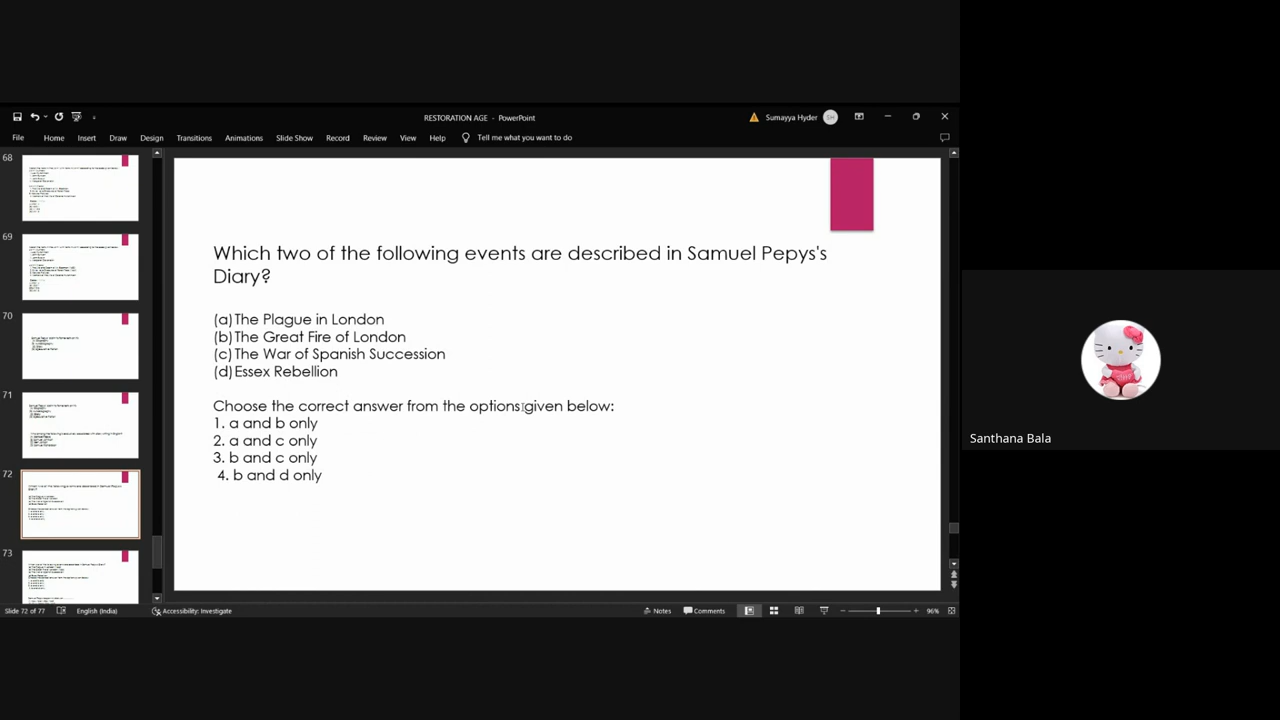 RESTORATION AGE - PowerPoint
Sumayya Hyder
SH
File Home Insert Draw Design Transitions Animations Slide Show Record Review View Help Tell me what you want to do
68
69
70
71
72
73
Which two of the following events are described in Samuel Pepys's
Diary?
(a)The Plague in London
(b)The Great Fire of London
(c)The War of Spanish Succession
(d)Essex Rebellion
Choose the correct answer from the options given below:
1. a and b only
2. a and c only
3. b and c only
4. b and d only
Santhana Bala
Slide 72 of 77 English (India) Accessibility: Investigate Notes Comments 96%